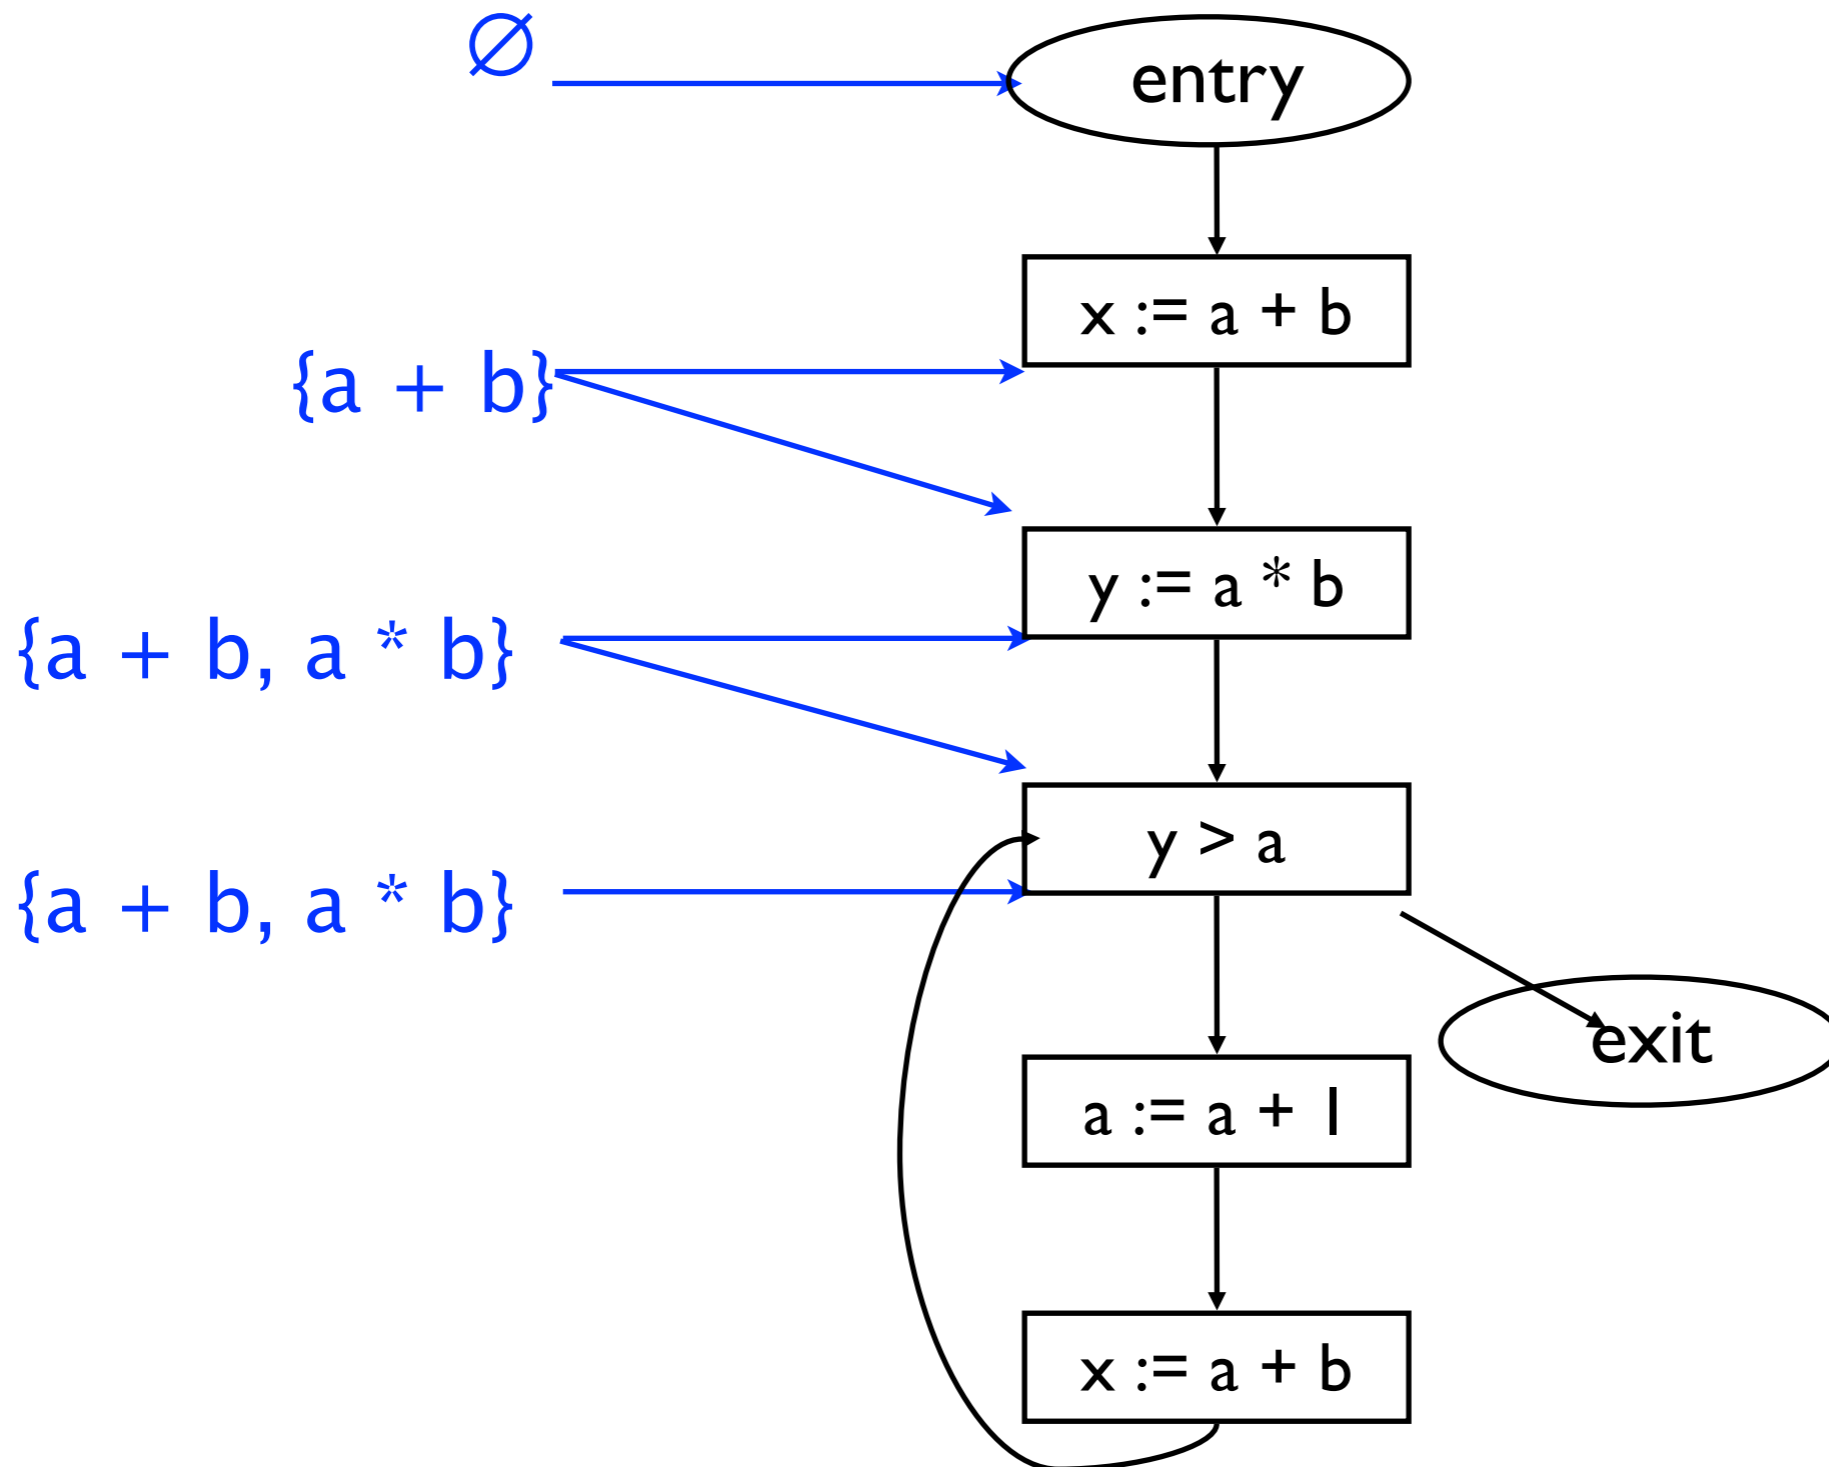 ∅
entry
x := a + b
{a + b}
y := a * b
{a + b, a * b}
y > a
{a + b, a * b}
exit
a := a + 1
x := a + b